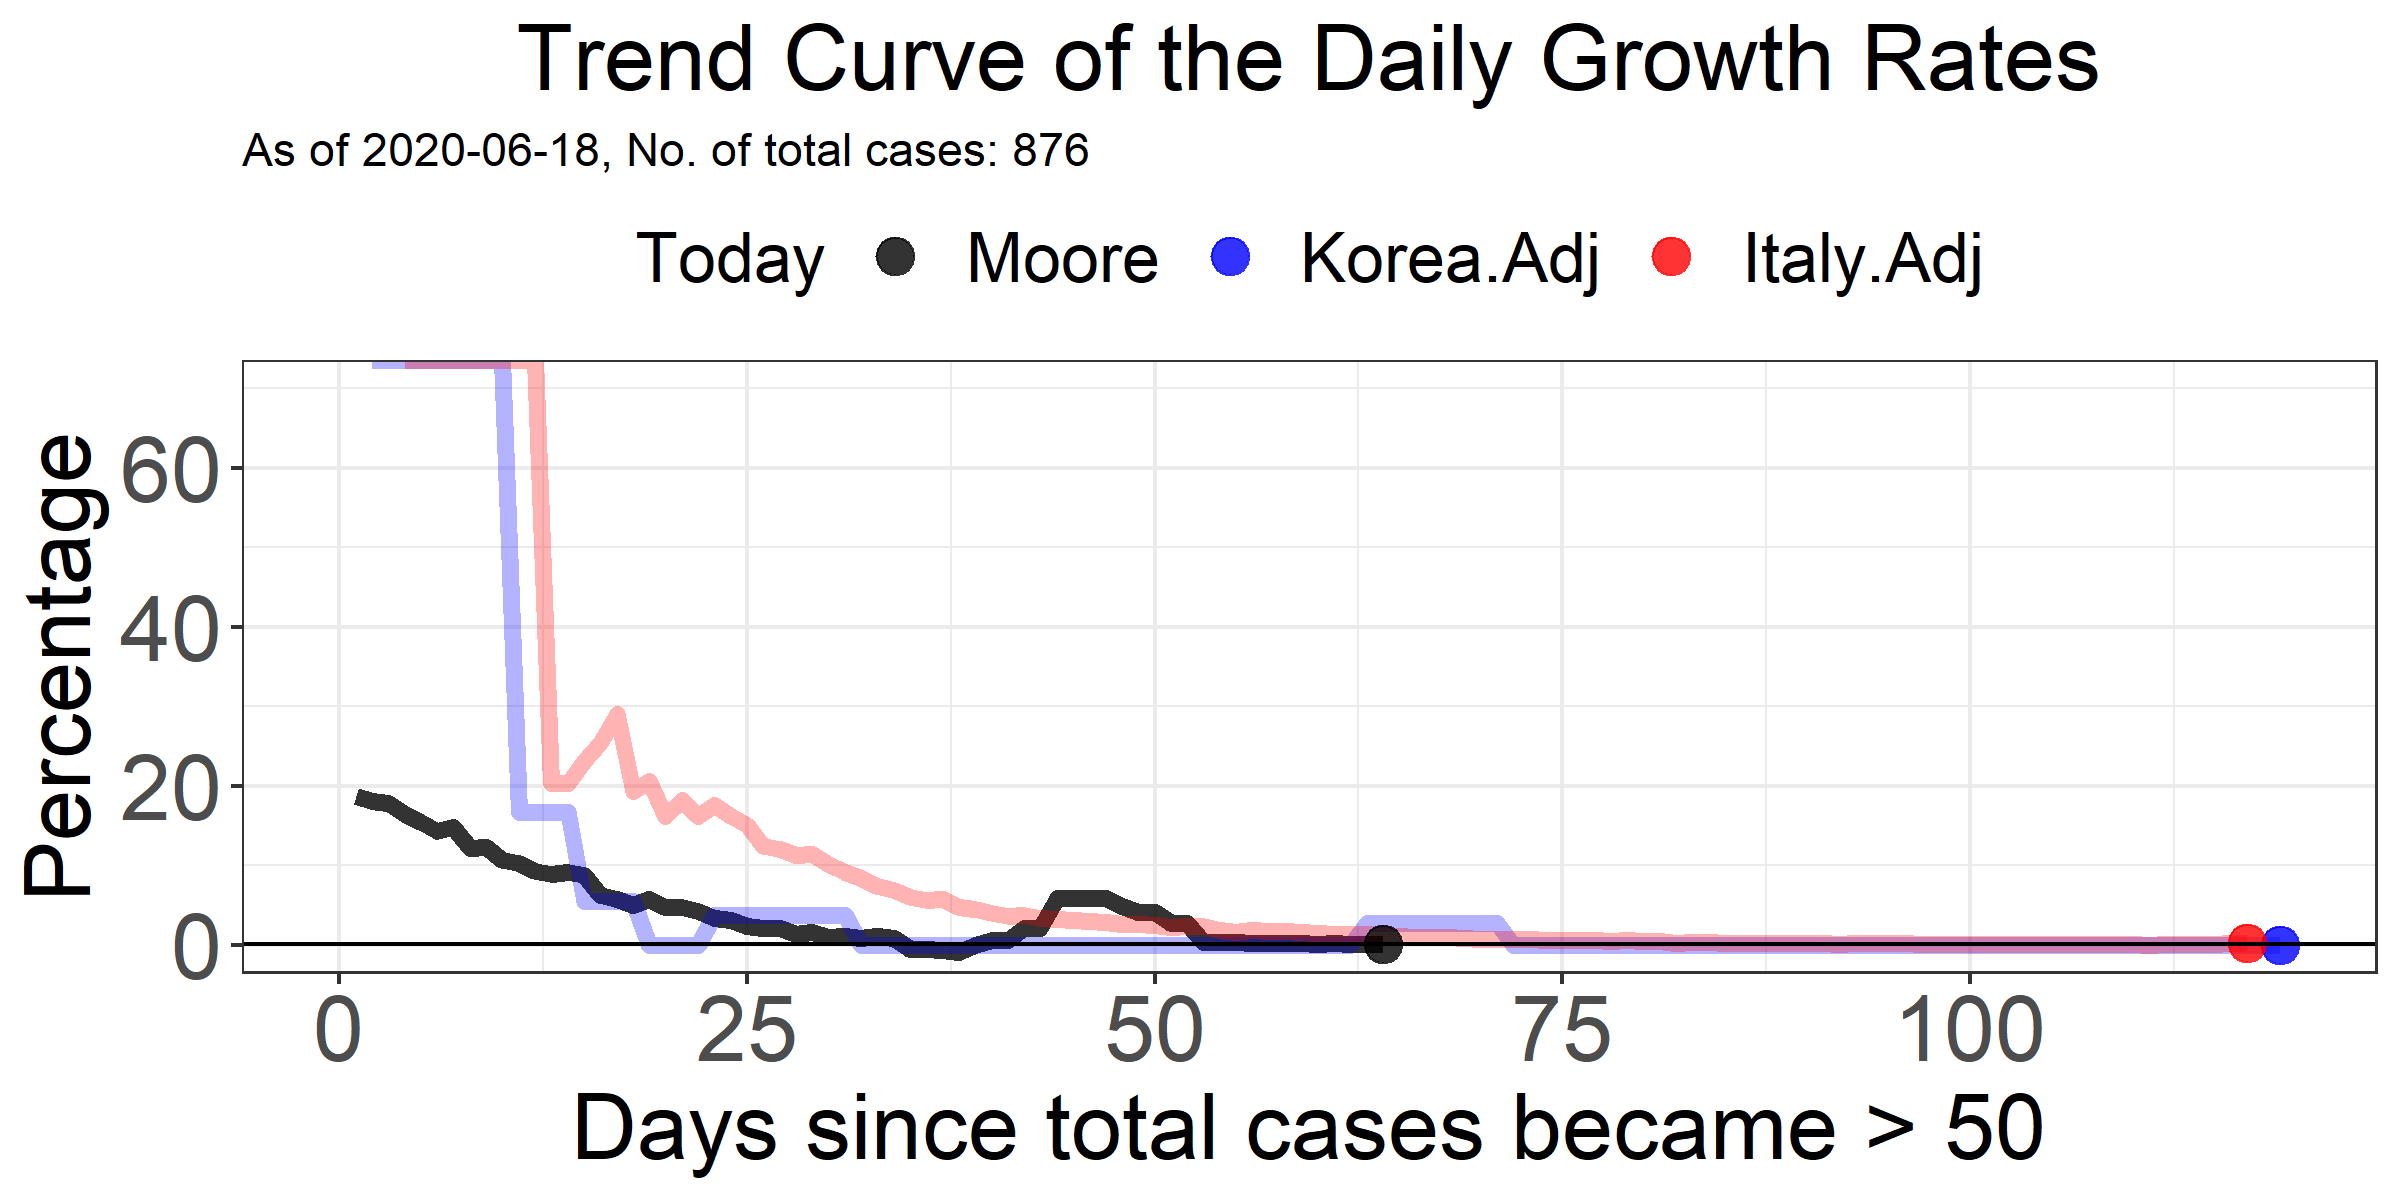 Trend Curve of the Daily Growth Rates
As of 2020-06-18, No. of total cases: 876
Today Moore Korea.Adj Italy.Adj
Percentage
60
40
20
0
0 25 50 75 100
Days since total cases became > 50